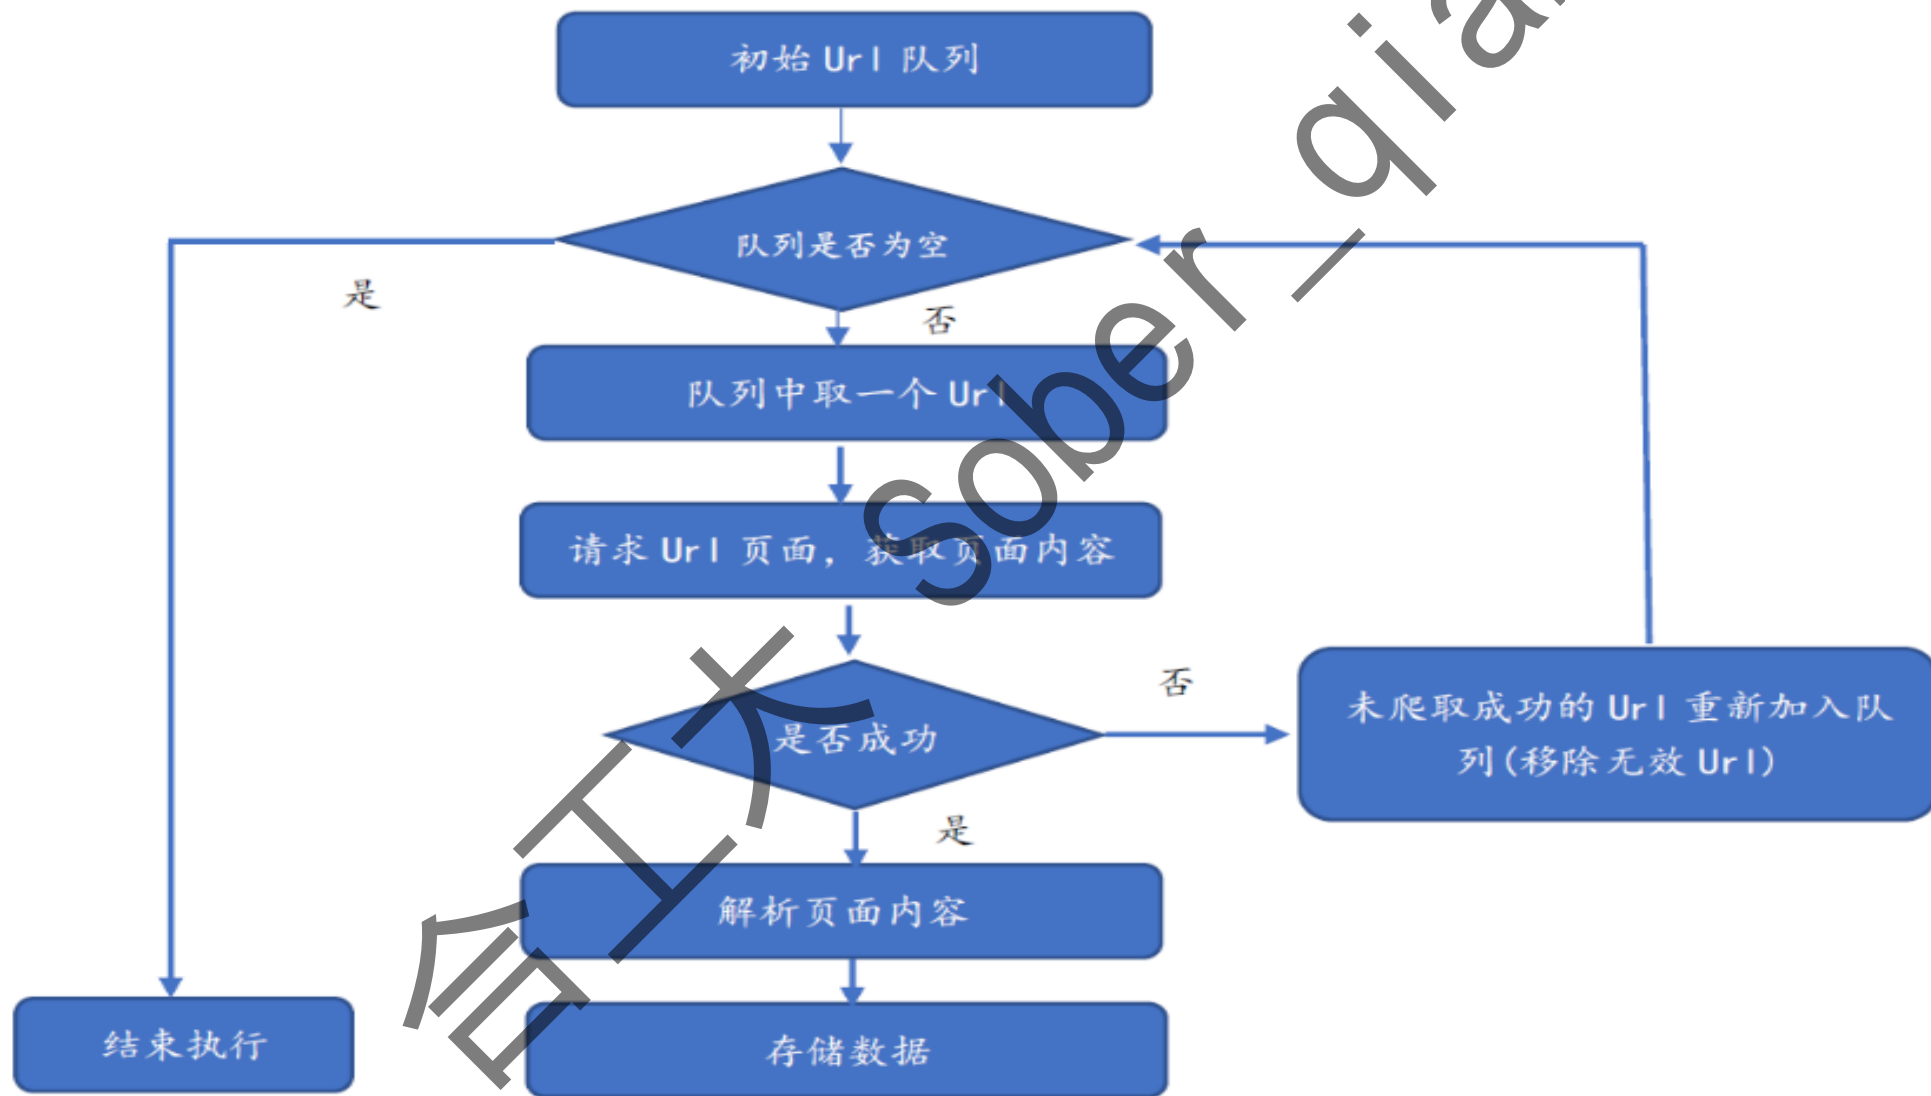 初始 Url 队列
队列是否为空
是
否
队列中取一个 Url
请求 Url 页面，获取页面内容
是否成功
否
未爬取成功的 Url 重新加入队
列(移除无效 Url)
是
解析页面内容
结束执行
存储数据
合工大 Sober_qia